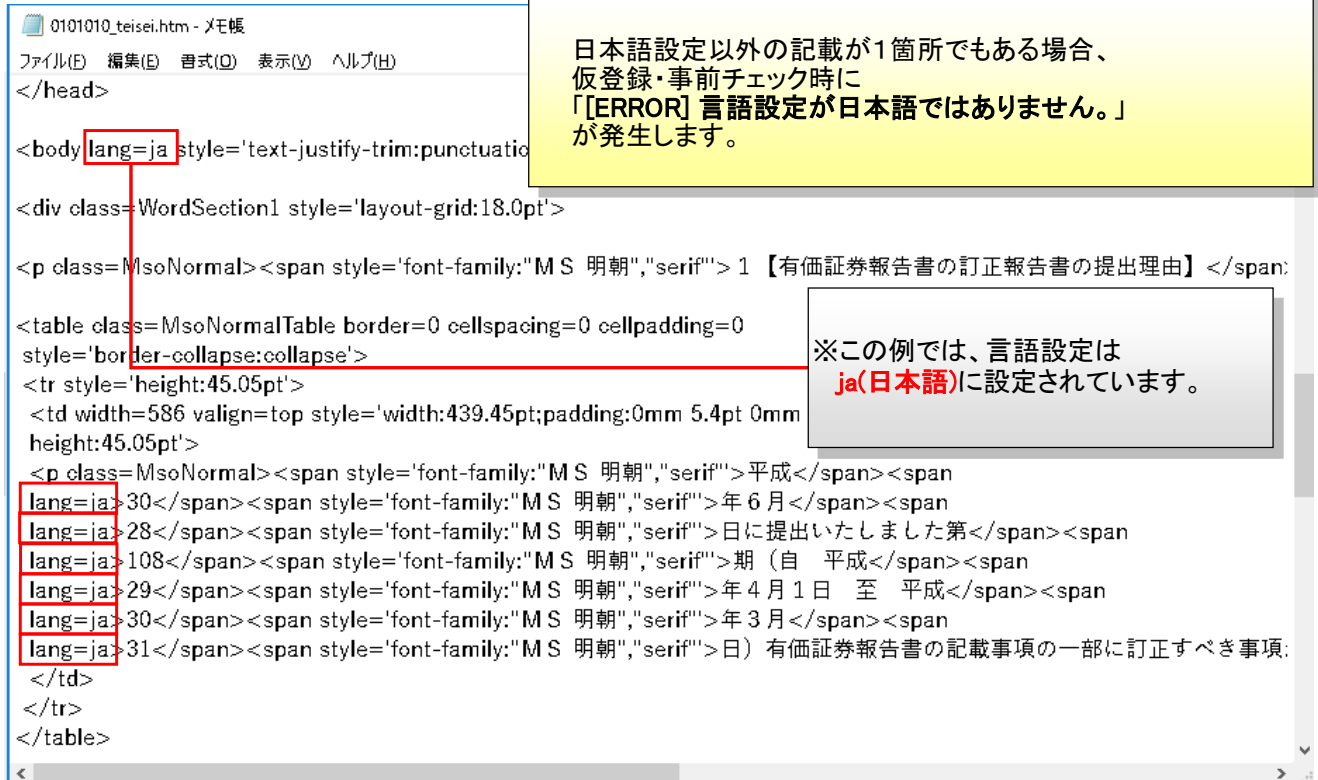 0101010_teisei.htm - メモ帳
ファイル(F) 編集(E) 書式(O) 表示(V) ヘルプ(H)
日本語設定以外の記載が１箇所でもある場合、
仮登録・事前チェック時に
「[ERROR] 言語設定が日本語ではありません。」
が発生します。
</head>
<body lang=ja style='text-justify-trim:punctuatio
<div class=WordSection1 style='layout-grid:18.0pt'>
<p class=MsoNormal><span style='font-family:"ＭＳ 明朝","serif"'>１【有価証券報告書の訂正報告書の提出理由】</span>
<table class=MsoNormalTable border=0 cellspacing=0 cellpadding=0
style='border-collapse:collapse'>
※この例では、言語設定は
ja(日本語)に設定されています。
<tr style='height:45.05pt'>
<td width=586 valign=top style='width:439.45pt;padding:0mm 5.4pt 0mm
height:45.05pt'>
<p class=MsoNormal><span style='font-family:"ＭＳ 明朝","serif"'>平成</span><span
lang=ja>30</span><span style='font-family:"ＭＳ 明朝","serif"'>年６月</span><span
lang=ja>28</span><span style='font-family:"ＭＳ 明朝","serif"'>日に提出いたしました第</span><span
lang=ja>108</span><span style='font-family:"ＭＳ 明朝","serif"'>期（自　平成</span><span
lang=ja>29</span><span style='font-family:"ＭＳ 明朝","serif"'>年４月１日　至　平成</span><span
lang=ja>30</span><span style='font-family:"ＭＳ 明朝","serif"'>年３月</span><span
lang=ja>31</span><span style='font-family:"ＭＳ 明朝","serif"'>日）有価証券報告書の記載事項の一部に訂正すべき事項
</td>
</tr>
</table>